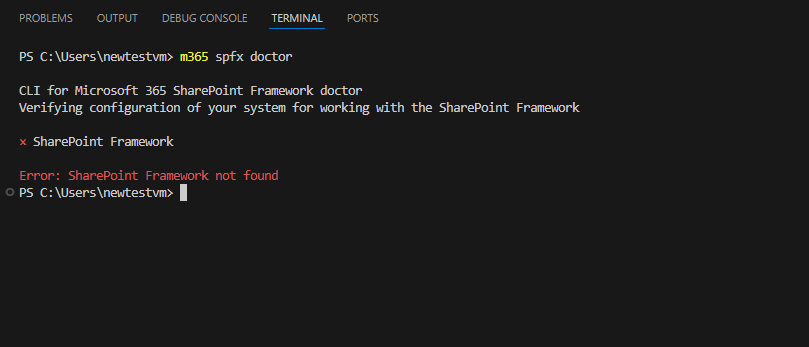 PROBLEMS OUTPUT DEBUG CONSOLE TERMINAL PORTS
PS C:\Users\newtestvm> m365 spfx doctor
CLI for Microsoft 365 SharePoint Framework doctor
Verifying configuration of your system for working with the SharePoint Framework
× SharePoint Framework
Error: SharePoint Framework not found
PS C:\Users\newtestvm>